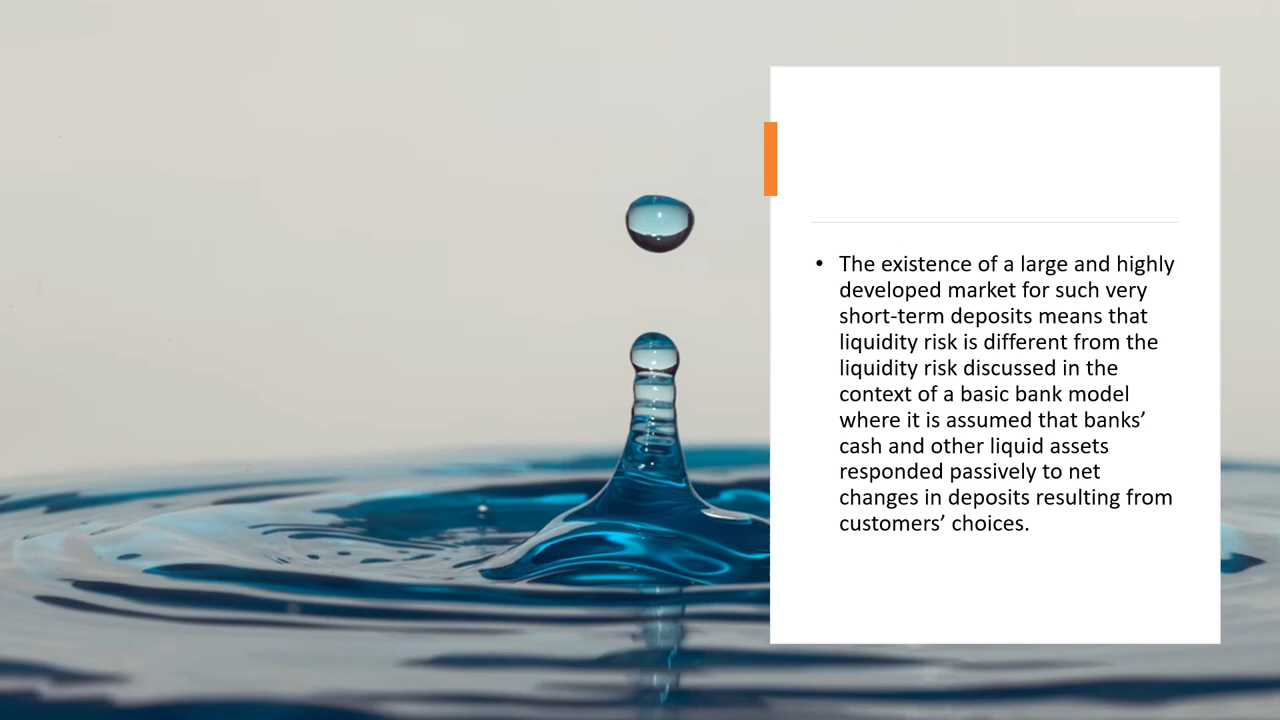 • The existence of a large and highly
developed market for such very
short-term deposits means that
liquidity risk is different from the
liquidity risk discussed in the
context of a basic bank model
where it is assumed that banks’
cash and other liquid assets
responded passively to net
changes in deposits resulting from
customers’ choices.